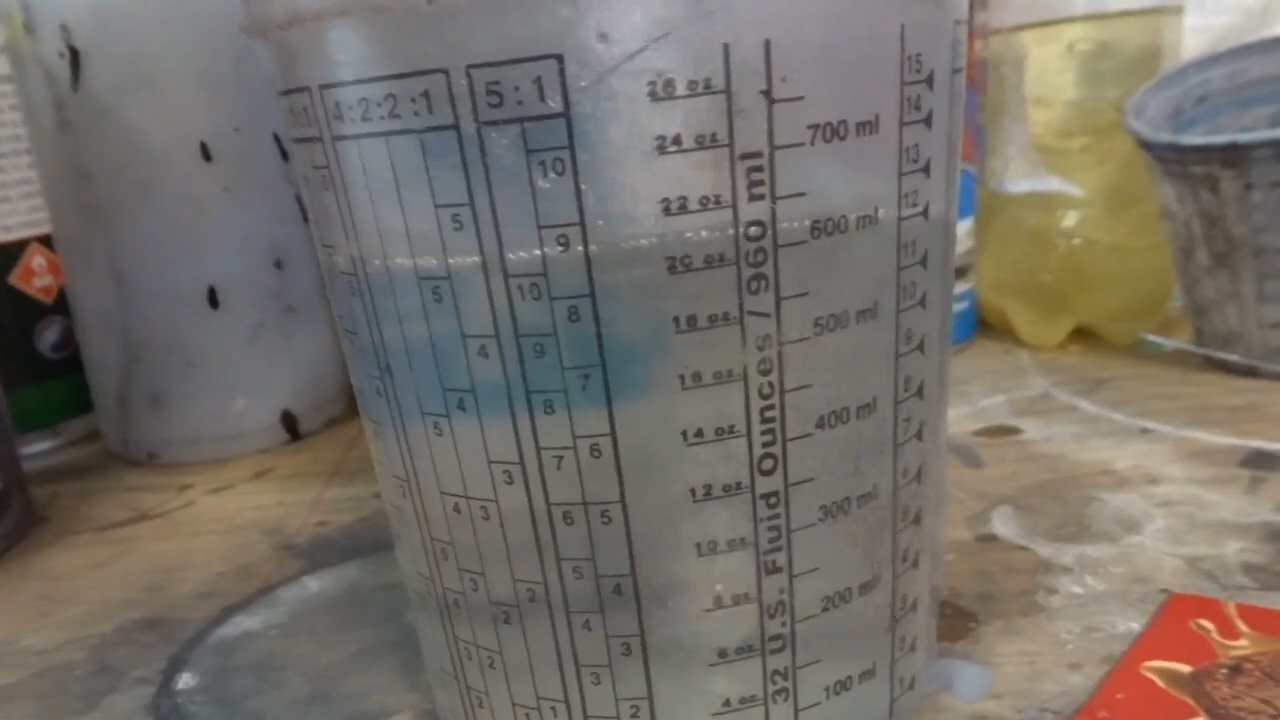 4:2:2:1
5:1
5
5
4
4
5
3
4
3
5
3
4
2
2
3
2
2
1
1
10
9
10
8
9
7
8
6
7
6
5
5
4
4
3
3
2
26 oz.
24 oz.
22 oz.
20 oz.
18 oz.
16 oz.
14 oz.
12 oz.
10 oz.
8 oz.
6 oz.
4 oz.
32 U.S. Fluid Ounces / 960 ml
700 ml
600 ml
500 ml
400 ml
300 ml
200 ml
100 ml
15
14
13
12
11
10
9
8
7
6
5
4
3
2
1